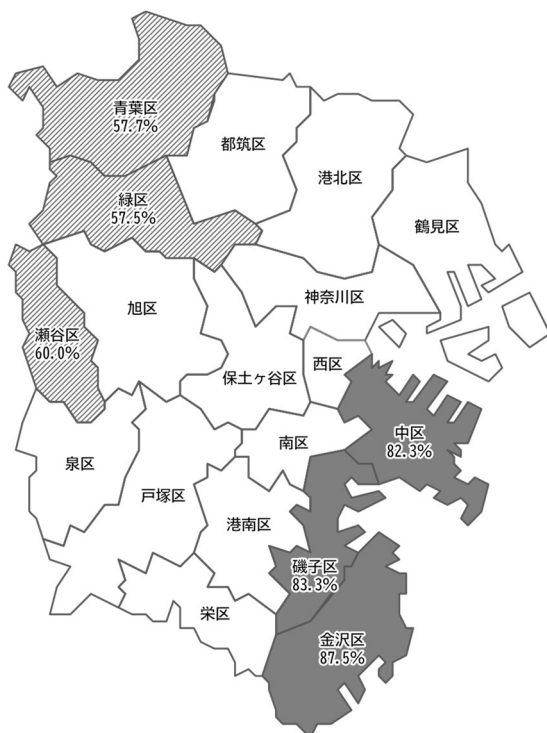 青葉区
57.7%
都筑区
港北区
緑区
57.5%
鶴見区
神奈川区
旭区
瀬谷区
60.0%
西区
保土ヶ谷区
中区
82.3%
南区
泉区
戸塚区
港南区
磯子区
83.3%
栄区
金沢区
87.5%